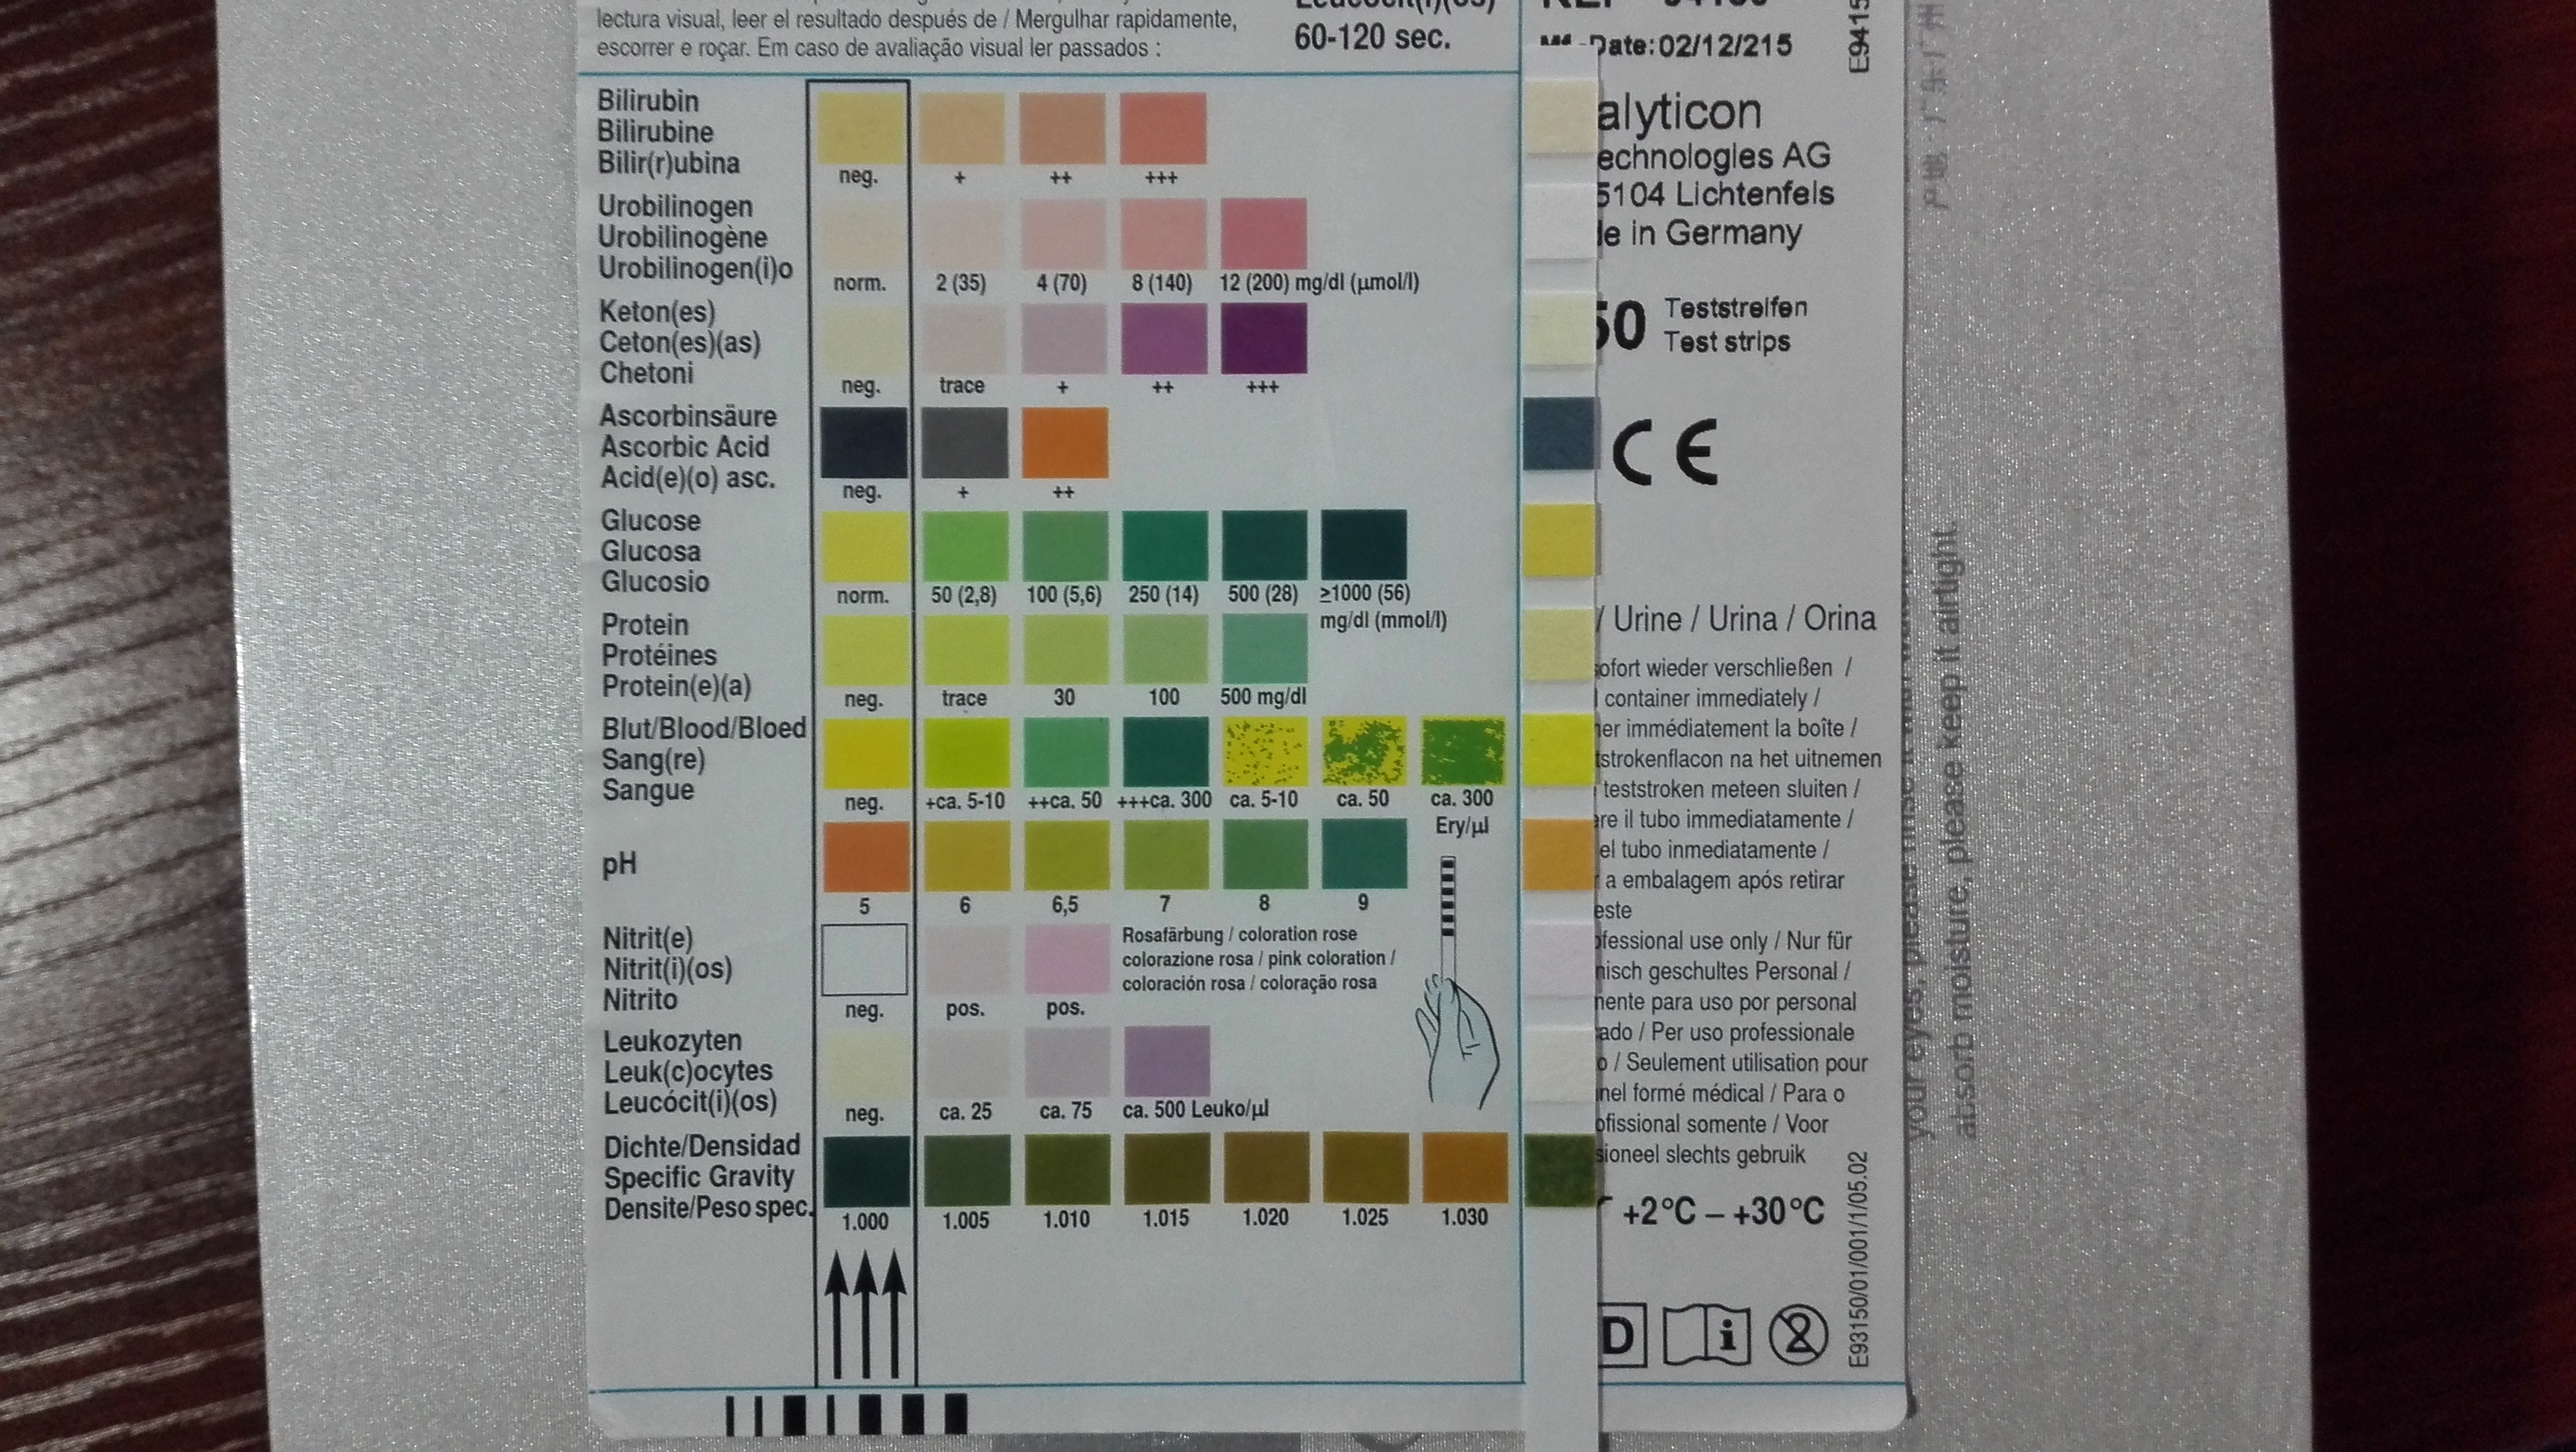 lectura visual, leer el resultado después de / Mergulhar rapidamente,
escorrer e roçar. Em caso de avaliação visual ler passados :
60-120 sec.
Bilirubin
Bilirubine
Bilir(r)ubina
neg. + ++ +++
Urobilinogen
Urobilinogène
Urobilinogen(i)o
norm. 2 (35) 4 (70) 8 (140) 12 (200) mg/dl (µmol/l)
Keton(es)
Ceton(es)(as)
Chetoni
neg. trace + ++ +++
Ascorbinsäure
Ascorbic Acid
Acid(e)(o) asc.
neg. + ++
Glucose
Glucosa
Glucosio
norm. 50 (2,8) 100 (5,6) 250 (14) 500 (28) ≥1000 (56)
mg/dl (mmol/l)
Protein
Protéines
Protein(e)(a)
neg. trace 30 100 500 mg/dl
Blut/Blood/Bloed
Sang(re)
Sangue
neg. +ca. 5-10 ++ca. 50 +++ca. 300 ca. 5-10 ca. 50 ca. 300
Ery/µl
pH
5 6 6,5 7 8 9
Nitrit(e)
Nitrit(i)(os)
Nitrito
neg. pos. pos.
Rosafärbung / coloration rose
colorazione rosa / pink coloration /
coloración rosa / coloração rosa
Leukozyten
Leuk(c)ocytes
Leucócit(i)(os)
neg. ca. 25 ca. 75 ca. 500 Leuko/µl
Dichte/Densidad
Specific Gravity
Densite/Peso spec.
1.000 1.005 1.010 1.015 1.020 1.025 1.030
Date: 02/12/215
E9415
alyticon
echnologles AG
5104 Lichtenfels
de in Germany
50
Teststreifen
Test strips
CE
/ Urine / Urina / Orina
sofort wieder verschließen /
container immediately /
er immédiatement la boîte /
tstrokenflacon na het uitnemen
teststroken meteen sluiten /
re il tubo immediatamente /
el tubo inmediatamente /
a embalagem após retirar
este
ofessional use only / Nur für
nisch geschultes Personal /
mente para uso por personal
ado / Per uso professionale
o / Seulement utilisation pour
nel formé médical / Para o
ofissional somente / Voor
sioneel slechts gebruik
+2°C – +30°C
D
i
2
E93150/01/001/1/05.02
your eyes, please rinse it with
absorb moisture, please keep it airtight.